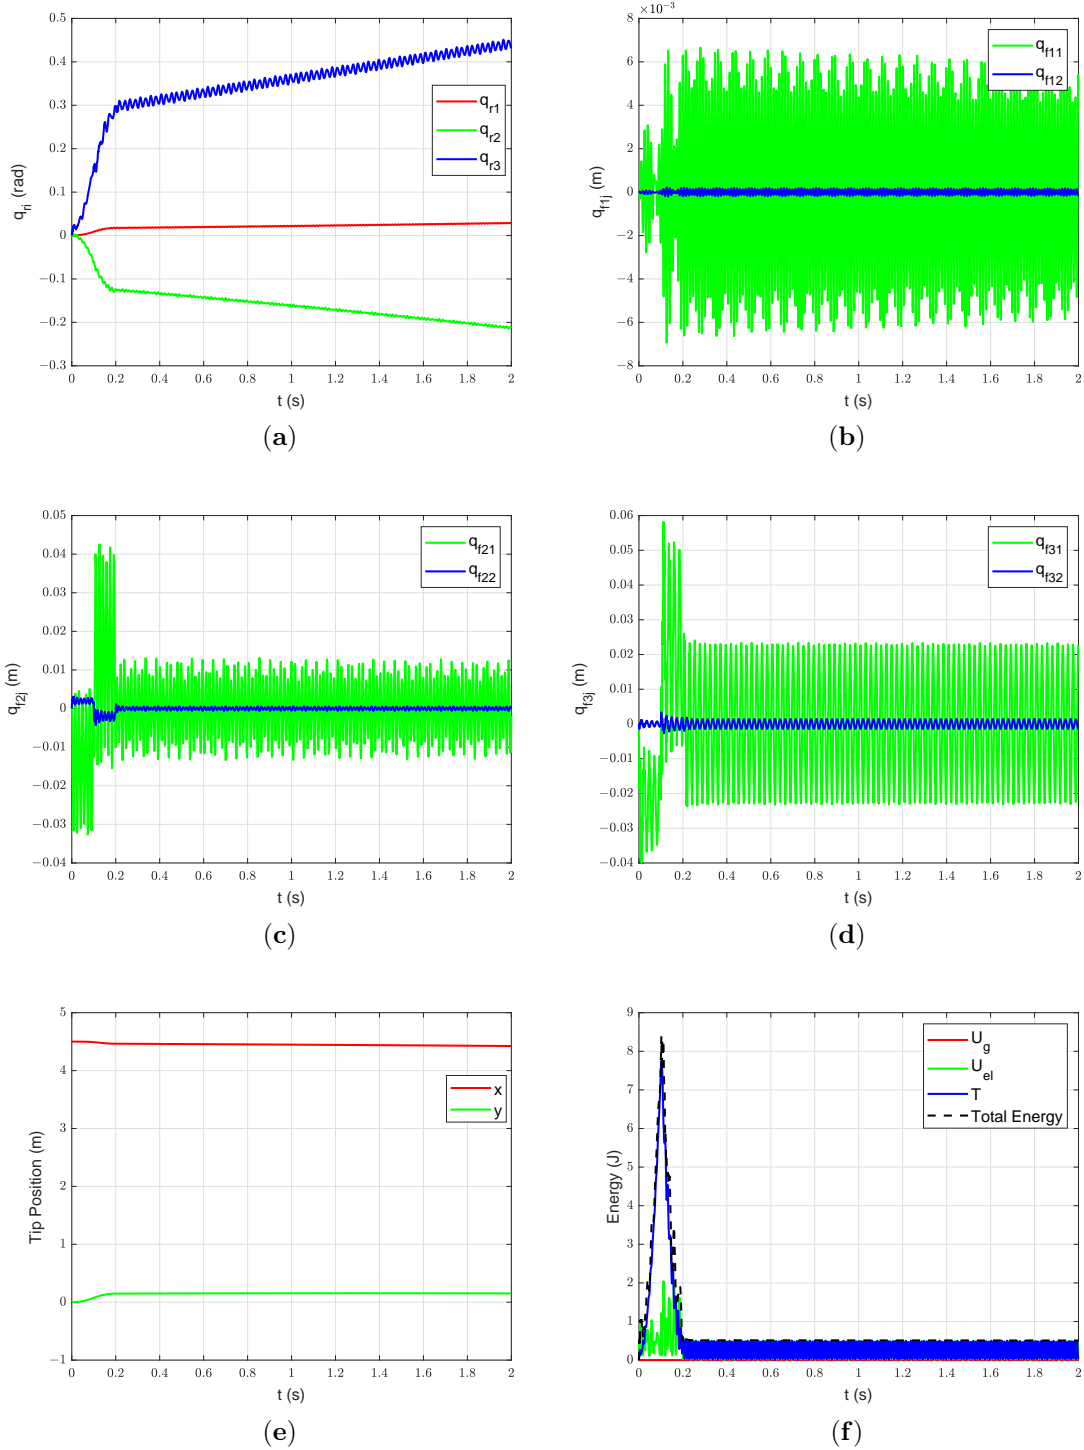 0.5
0.4
0.3
0.2
0.1
0
−0.1
−0.2
−0.3
q_ri (rad)
q_r1
q_r2
q_r3
0 0.2 0.4 0.6 0.8 1 1.2 1.4 1.6 1.8 2
t (s)
(a)
×10⁻³
8
6
4
2
0
−2
−4
−6
−8
q_f1j (m)
q_f11
q_f12
0 0.2 0.4 0.6 0.8 1 1.2 1.4 1.6 1.8 2
t (s)
(b)
0.05
0.04
0.03
0.02
0.01
0
−0.01
−0.02
−0.03
−0.04
q_f2j (m)
q_f21
q_f22
0 0.2 0.4 0.6 0.8 1 1.2 1.4 1.6 1.8 2
t (s)
(c)
0.06
0.05
0.04
0.03
0.02
0.01
0
−0.01
−0.02
−0.03
−0.04
q_f3j (m)
q_f31
q_f32
0 0.2 0.4 0.6 0.8 1 1.2 1.4 1.6 1.8 2
t (s)
(d)
5
4
3
2
1
0
−1
Tip Position (m)
x
y
0 0.2 0.4 0.6 0.8 1 1.2 1.4 1.6 1.8 2
t (s)
(e)
9
8
7
6
5
4
3
2
1
0
Energy (J)
U_g
U_el
T
Total Energy
0 0.2 0.4 0.6 0.8 1 1.2 1.4 1.6 1.8 2
t (s)
(f)